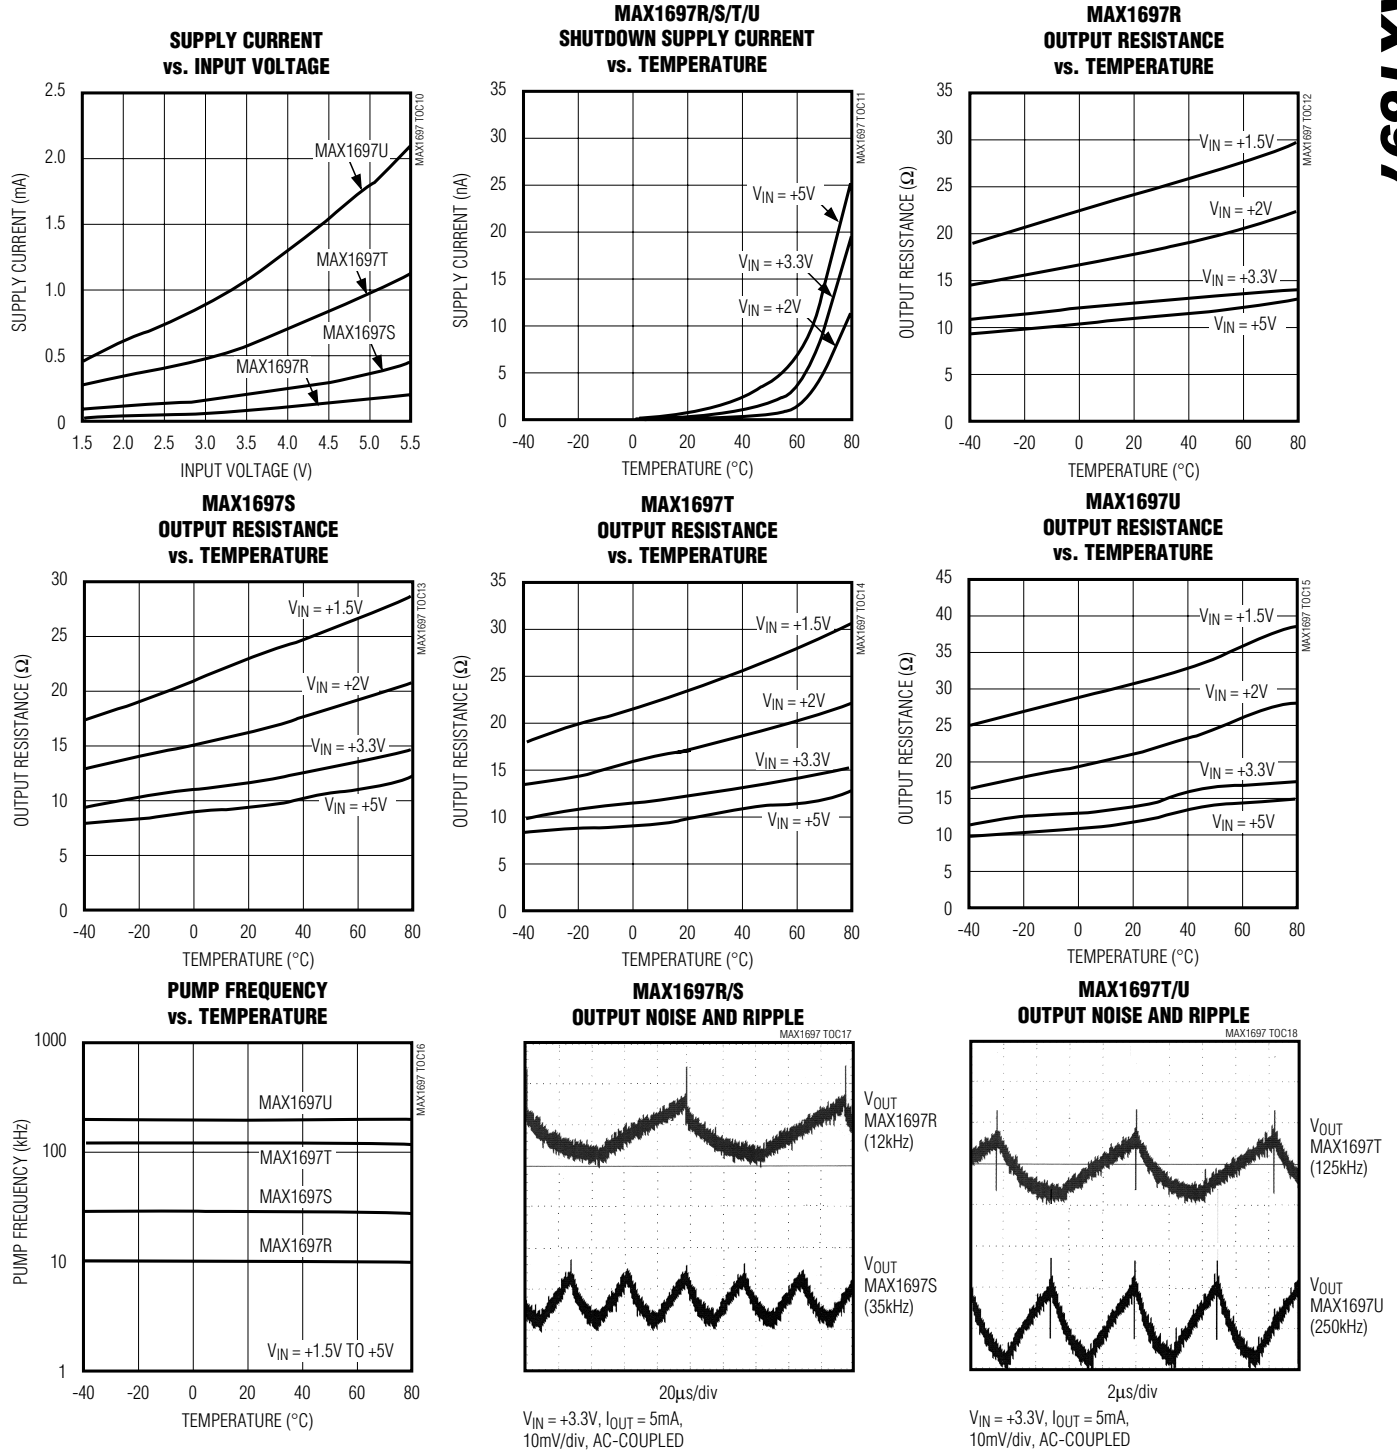 SUPPLY CURRENT
vs. INPUT VOLTAGE
MAX1697 TOC10
SUPPLY CURRENT (mA)
2.5
2.0
1.5
1.0
0.5
0
MAX1697U
MAX1697T
MAX1697S
MAX1697R
1.5 2.0 2.5 3.0 3.5 4.0 4.5 5.0 5.5
INPUT VOLTAGE (V)
MAX1697R/S/T/U
SHUTDOWN SUPPLY CURRENT
vs. TEMPERATURE
MAX1697 TOC11
SUPPLY CURRENT (nA)
35
30
25
20
15
10
5
0
VIN = +5V
VIN = +3.3V
VIN = +2V
-40 -20 0 20 40 60 80
TEMPERATURE (°C)
MAX1697R
OUTPUT RESISTANCE
vs. TEMPERATURE
MAX1697 TOC12
OUTPUT RESISTANCE (Ω)
35
30
25
20
15
10
5
0
VIN = +1.5V
VIN = +2V
VIN = +3.3V
VIN = +5V
-40 -20 0 20 40 60 80
TEMPERATURE (°C)
MAX1697S
OUTPUT RESISTANCE
vs. TEMPERATURE
MAX1697 TOC13
OUTPUT RESISTANCE (Ω)
30
25
20
15
10
5
0
VIN = +1.5V
VIN = +2V
VIN = +3.3V
VIN = +5V
-40 -20 0 20 40 60 80
TEMPERATURE (°C)
MAX1697T
OUTPUT RESISTANCE
vs. TEMPERATURE
MAX1697 TOC14
OUTPUT RESISTANCE (Ω)
35
30
25
20
15
10
5
0
VIN = +1.5V
VIN = +2V
VIN = +3.3V
VIN = +5V
-40 -20 0 20 40 60 80
TEMPERATURE (°C)
MAX1697U
OUTPUT RESISTANCE
vs. TEMPERATURE
MAX1697 TOC15
OUTPUT RESISTANCE (Ω)
45
40
35
30
25
20
15
10
5
0
VIN = +1.5V
VIN = +2V
VIN = +3.3V
VIN = +5V
-40 -20 0 20 40 60 80
TEMPERATURE (°C)
PUMP FREQUENCY
vs. TEMPERATURE
MAX1697 TOC16
PUMP FREQUENCY (kHz)
1000
100
10
1
MAX1697U
MAX1697T
MAX1697S
MAX1697R
VIN = +1.5V TO +5V
-40 -20 0 20 40 60 80
TEMPERATURE (°C)
MAX1697R/S
OUTPUT NOISE AND RIPPLE
MAX1697 TOC17
VOUT
MAX1697R
(12kHz)
VOUT
MAX1697S
(35kHz)
20μs/div
VIN = +3.3V, IOUT = 5mA,
10mV/div, AC-COUPLED
MAX1697T/U
OUTPUT NOISE AND RIPPLE
MAX1697 TOC18
VOUT
MAX1697T
(125kHz)
VOUT
MAX1697U
(250kHz)
2μs/div
VIN = +3.3V, IOUT = 5mA,
10mV/div, AC-COUPLED